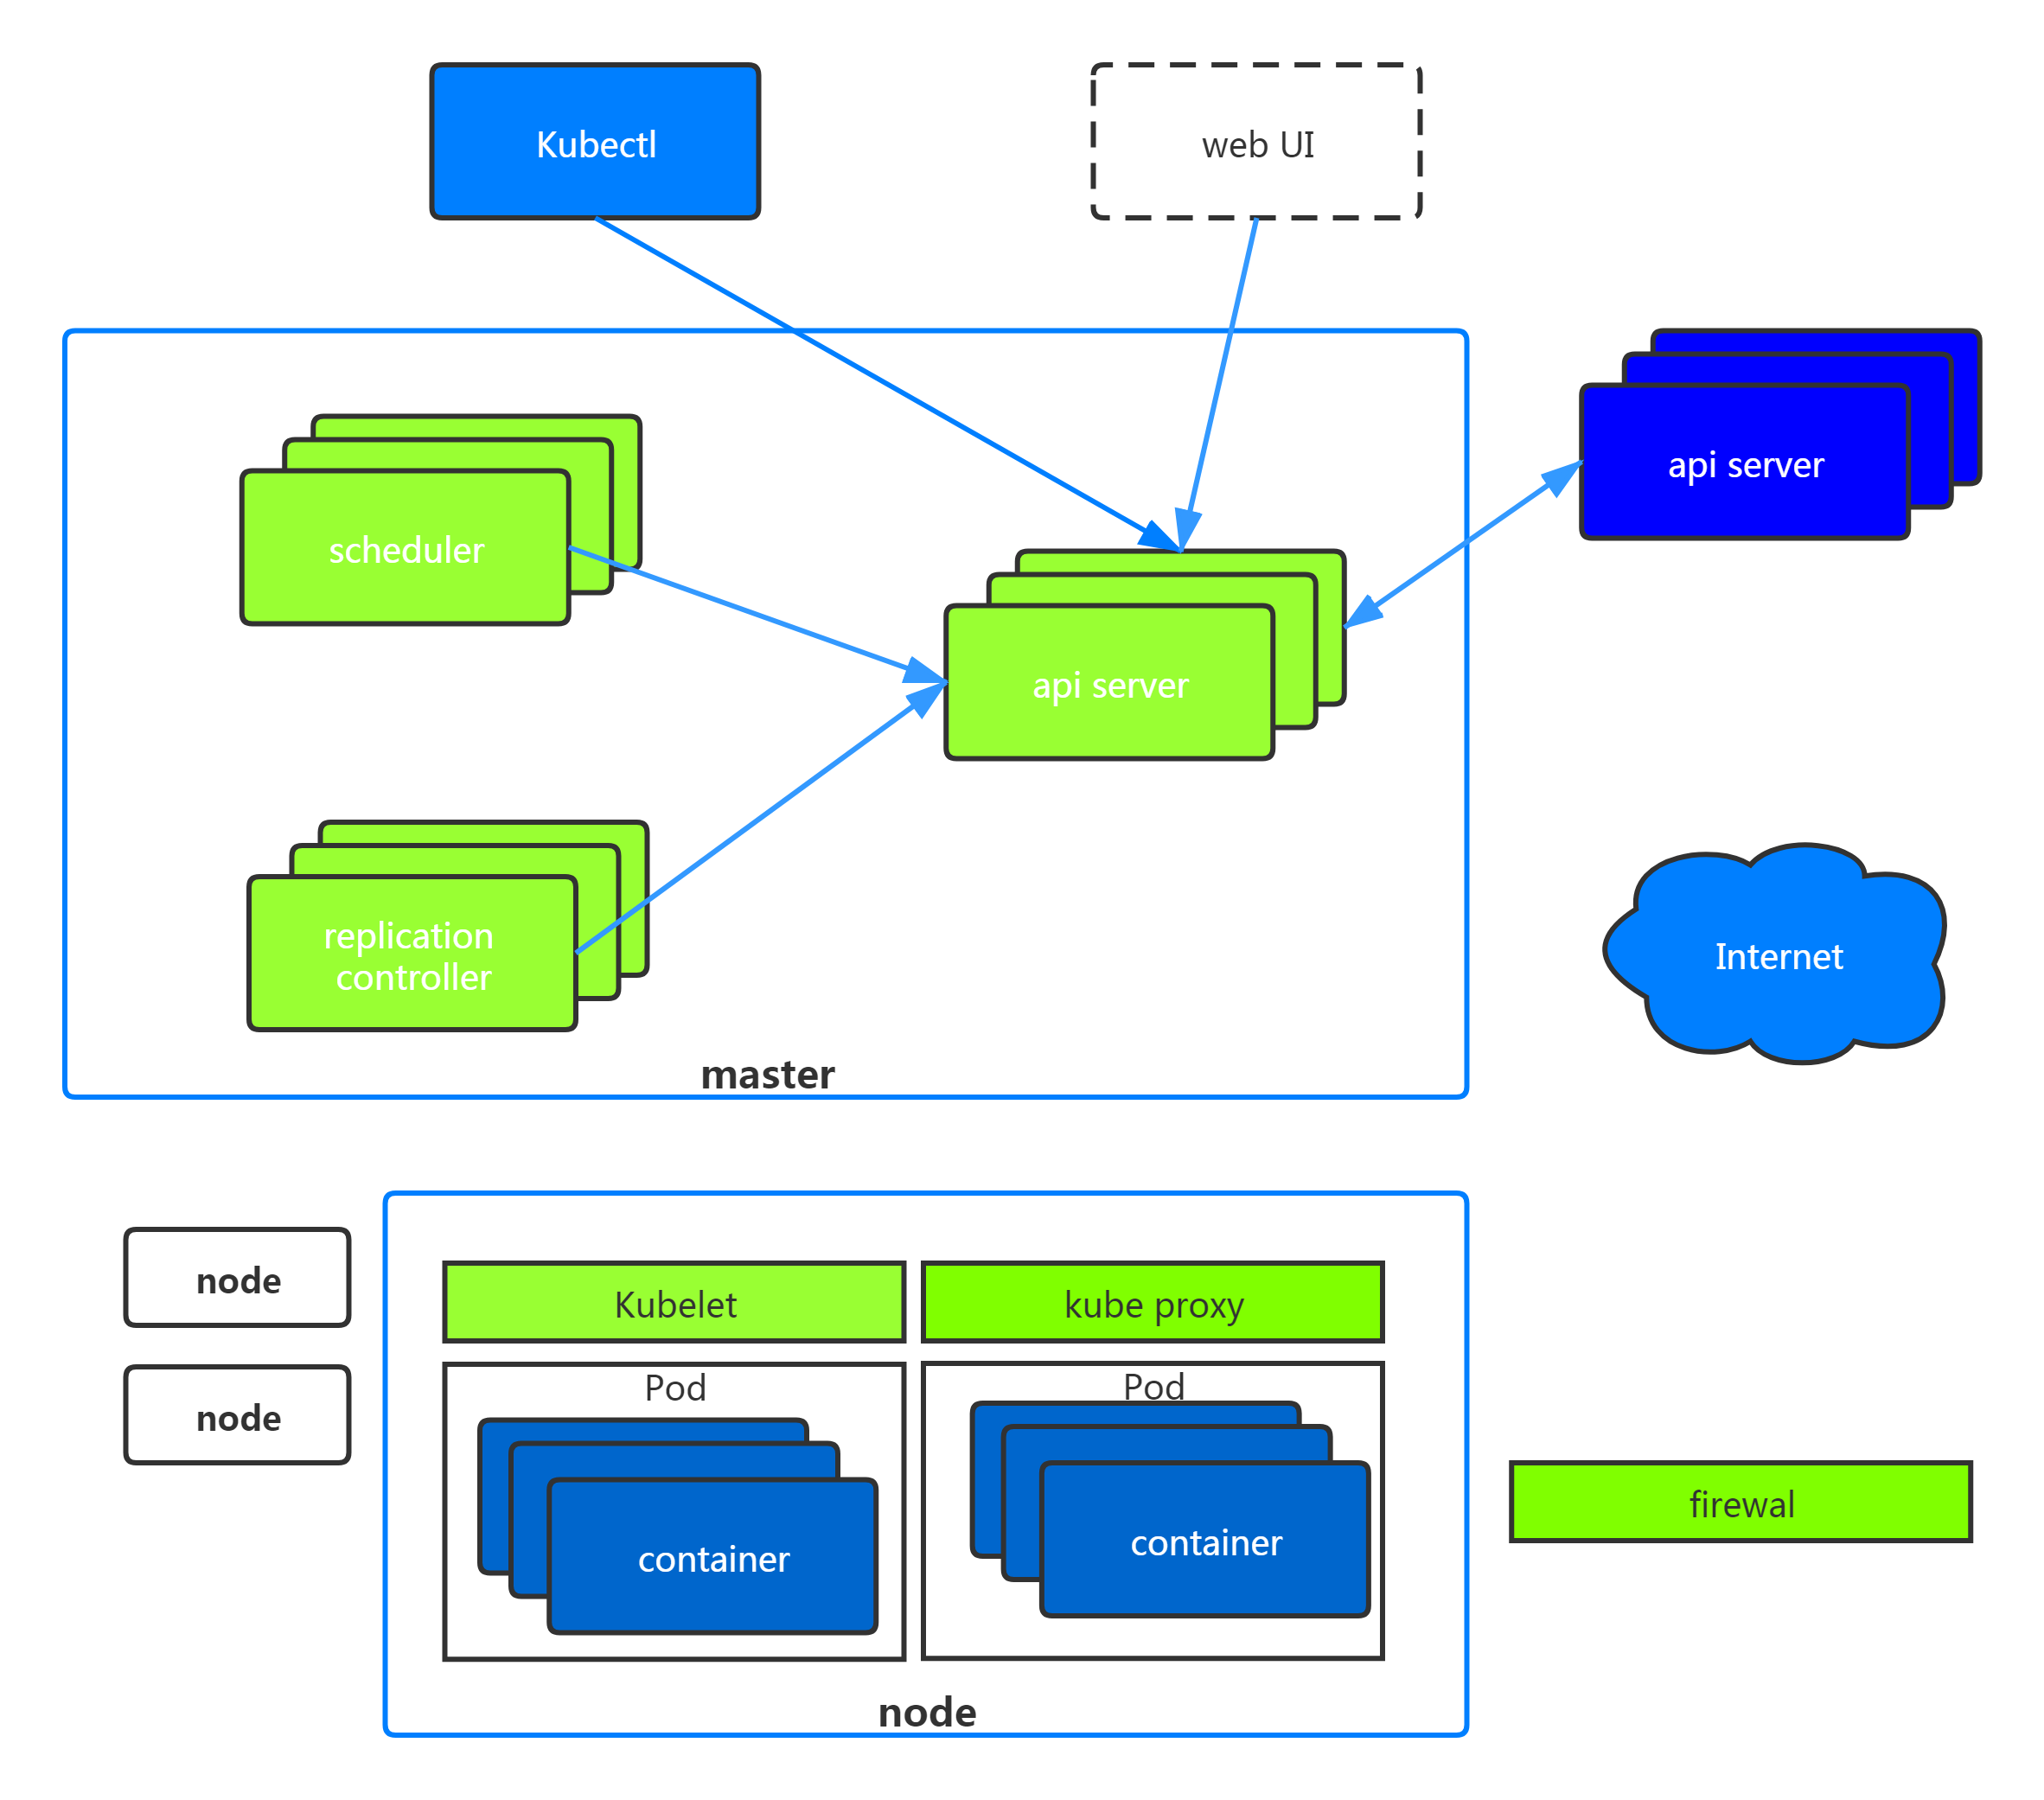 Kubectl
web UI
api server
scheduler
api server
replication
controller
Internet
master
node
Kubelet
kube proxy
Pod
Pod
node
firewal
container
container
node